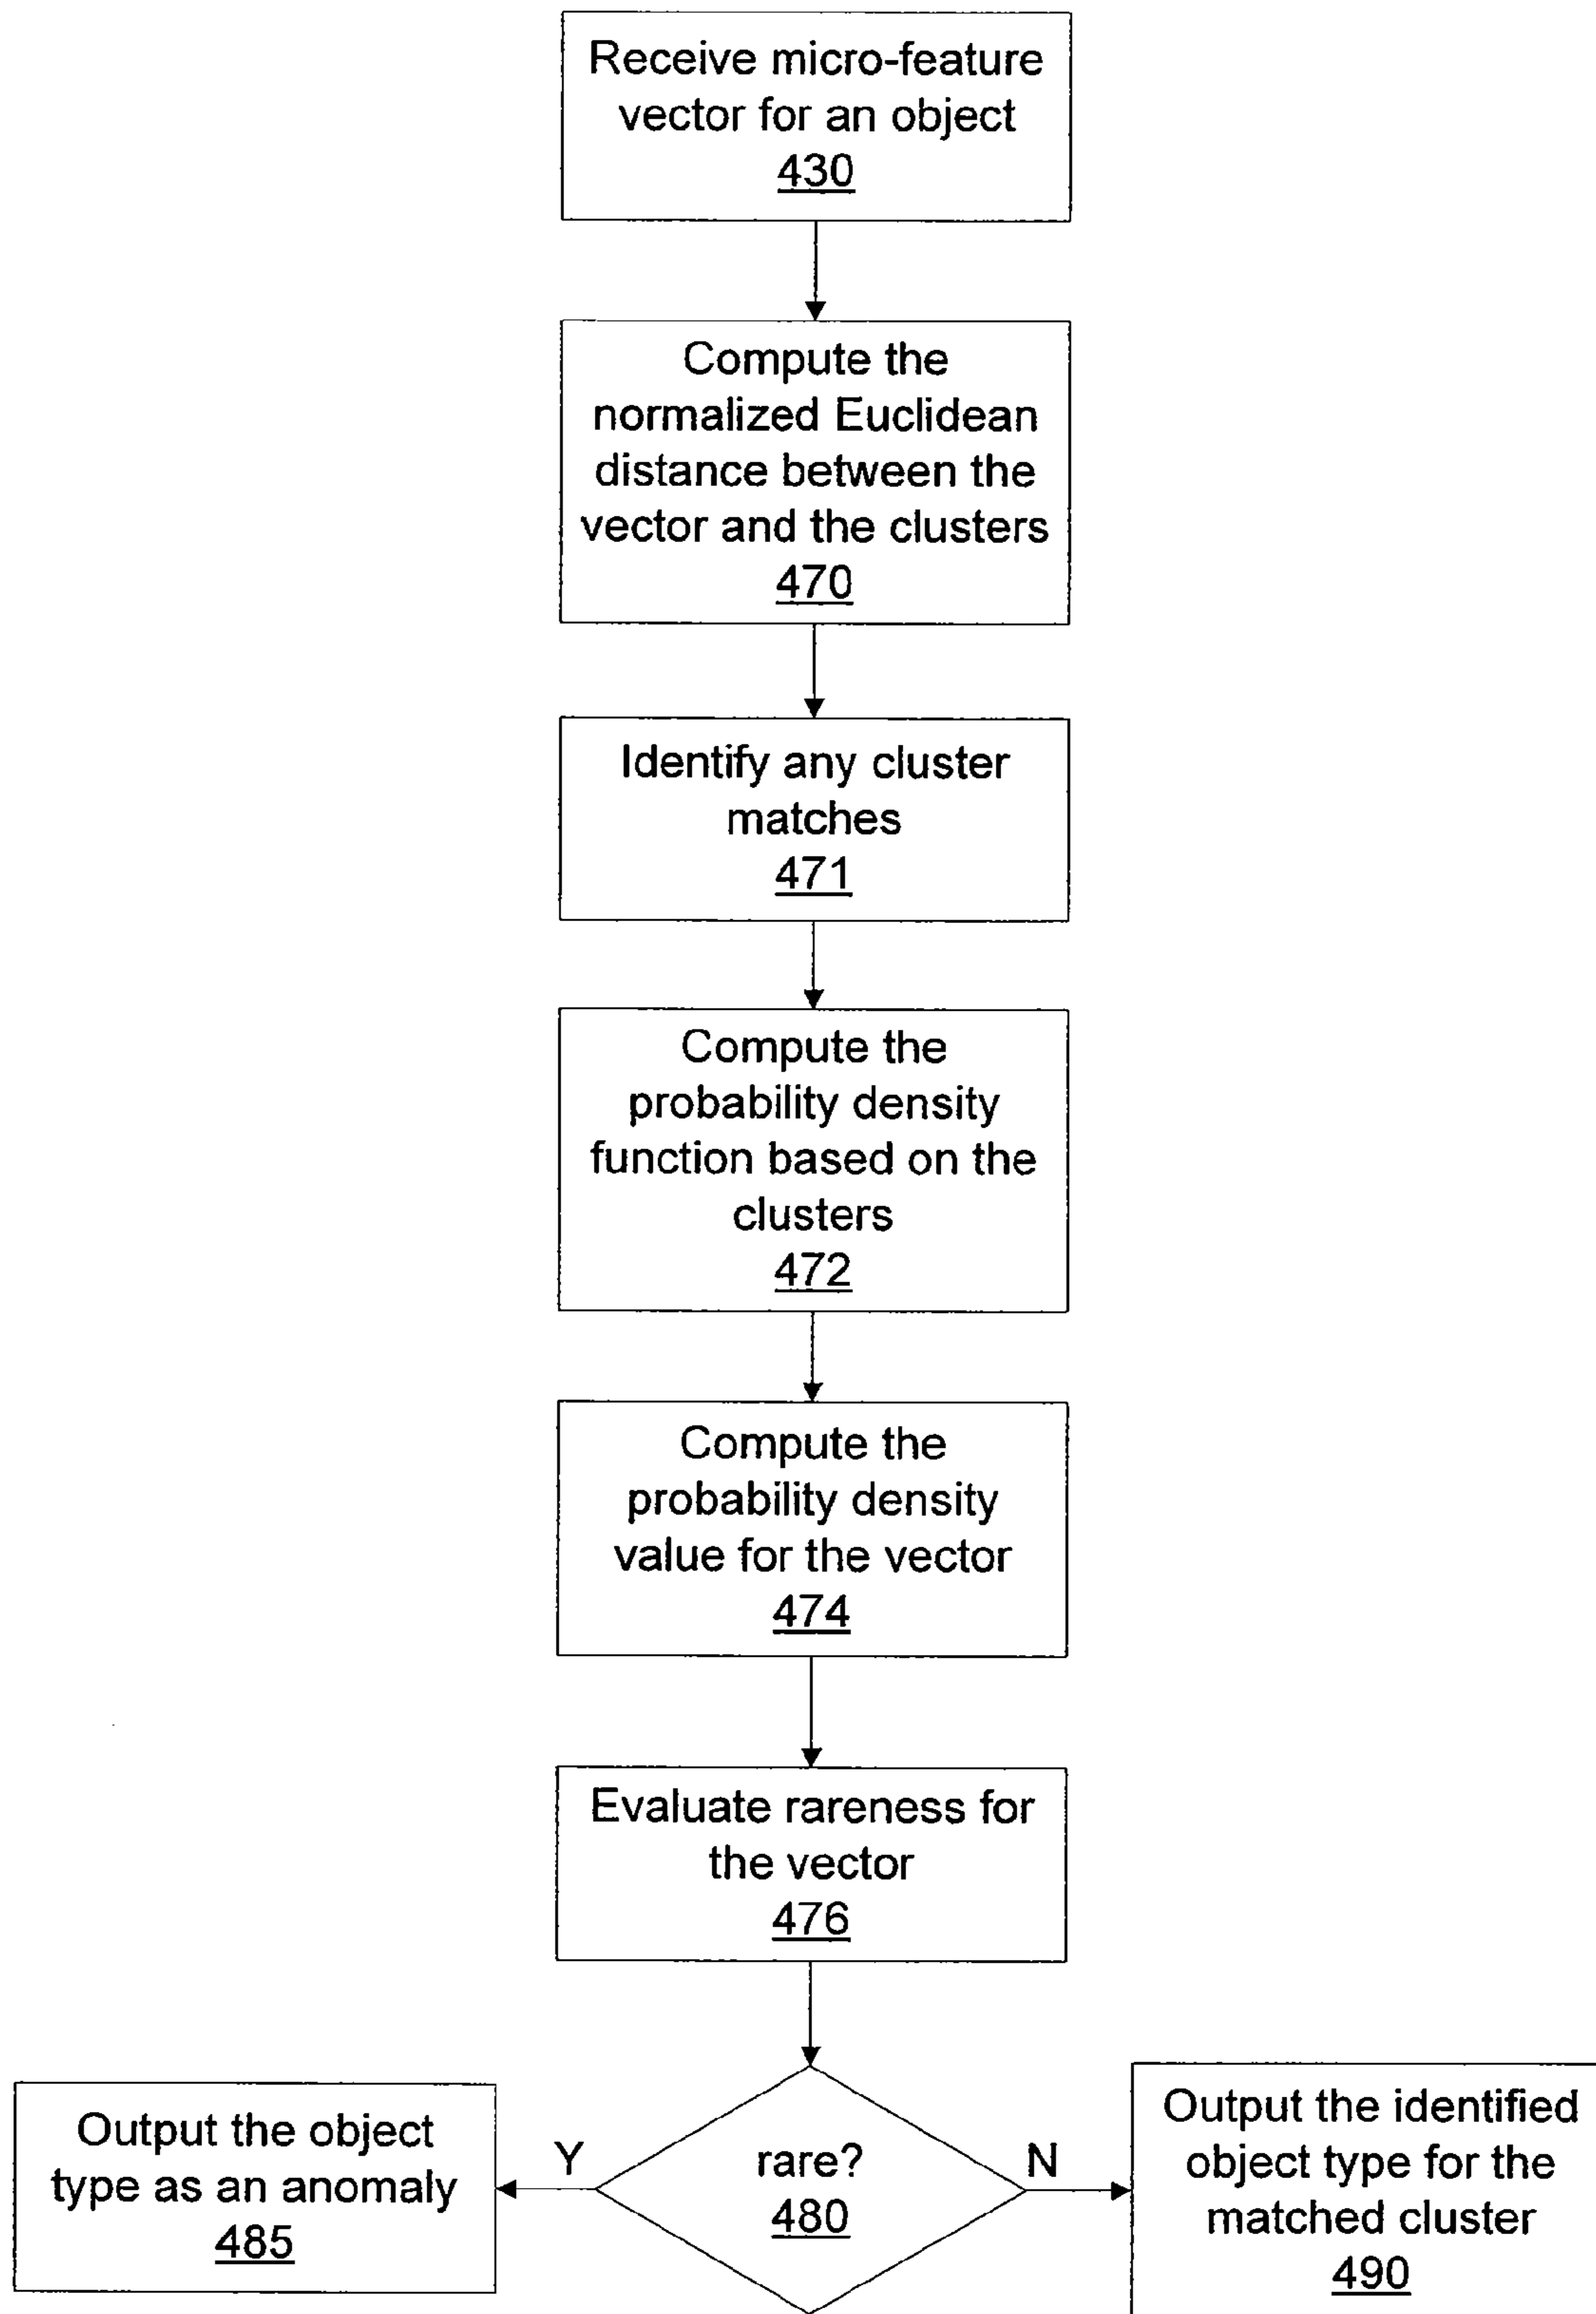 Receive micro-feature
vector for an object
430
Compute the
normalized Euclidean
distance between the
vector and the clusters
470
Identify any cluster
matches
471
Compute the
probability density
function based on the
clusters
472
Compute the
probability density
value for the vector
474
Evaluate rareness for
the vector
476
Output the object
type as an anomaly
485
Y
rare?
480
N
Output the identified
object type for the
matched cluster
490